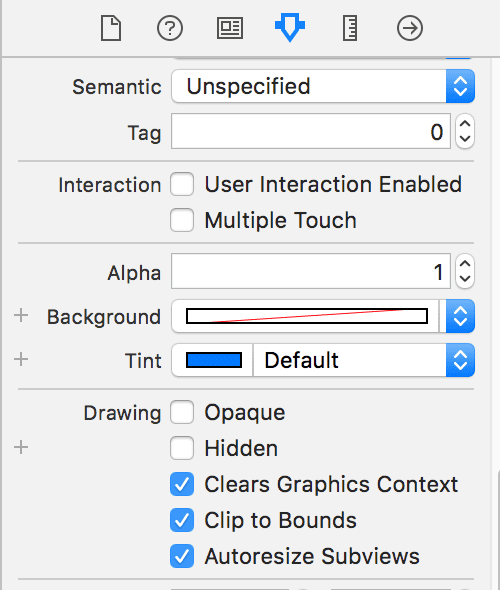 Semantic Unspecified
Tag 0
Interaction User Interaction Enabled
Multiple Touch
Alpha 1
Background
Tint Default
Drawing Opaque
Hidden
Clears Graphics Context
Clip to Bounds
Autoresize Subviews